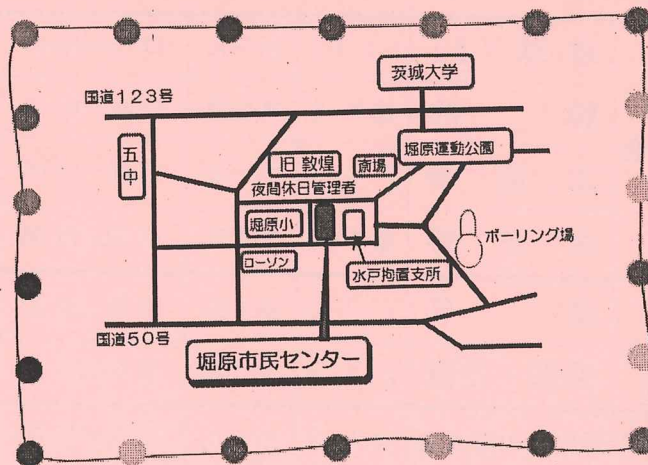 茨城大学
国道123号
五中
堀原運動公園
旧 敦煌
斎場
夜間休日管理者
堀原小
ボーリング場
ローソン
水戸拘置支所
国道50号
堀原市民センター